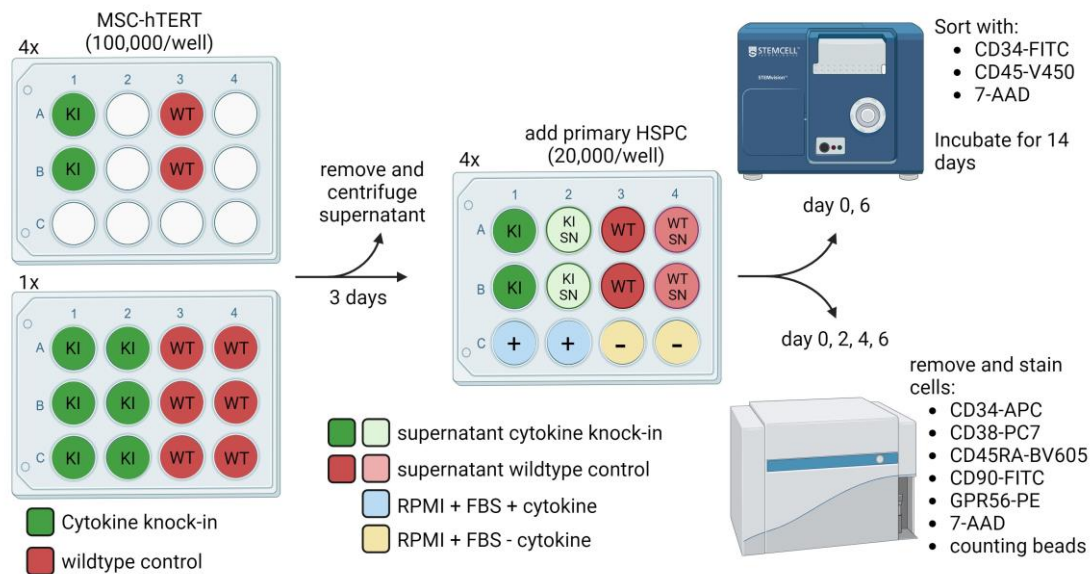 MSC-hTERT
(100,000/well)
4x
1 2 3 4
A KI WT
B KI WT
C
1x
1 2 3 4
A KI KI WT WT
B KI KI WT WT
C KI KI WT WT
Cytokine knock-in
wildtype control
remove and
centrifuge
supernatant
3 days
add primary HSPC
(20,000/well)
4x
1 2 3 4
A KI KI SN WT WT SN
B KI KI SN WT WT SN
C + + - -
supernatant cytokine knock-in
supernatant wildtype control
RPMI + FBS + cytokine
RPMI + FBS - cytokine
STEMCELL
STEMvision™
Sort with:
• CD34-FITC
• CD45-V450
• 7-AAD
Incubate for 14
days
day 0, 6
day 0, 2, 4, 6
remove and stain
cells:
• CD34-APC
• CD38-PC7
• CD45RA-BV605
• CD90-FITC
• GPR56-PE
• 7-AAD
• counting beads